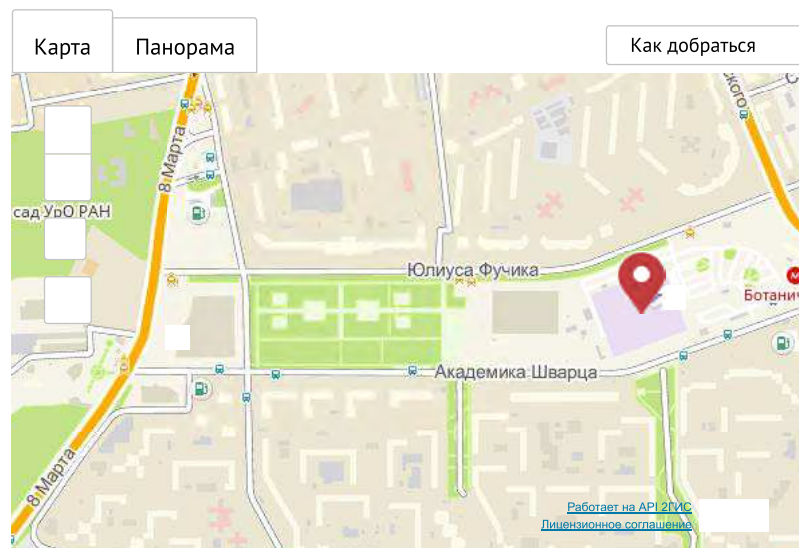 Карта
Панорама
Как добраться
8 Марта
ского
сад УрО РАН
Юлиуса Фучика
Ботанич
Академика Шварца
8 Марта
Работает на API 2ГИС
Лицензионное соглашение